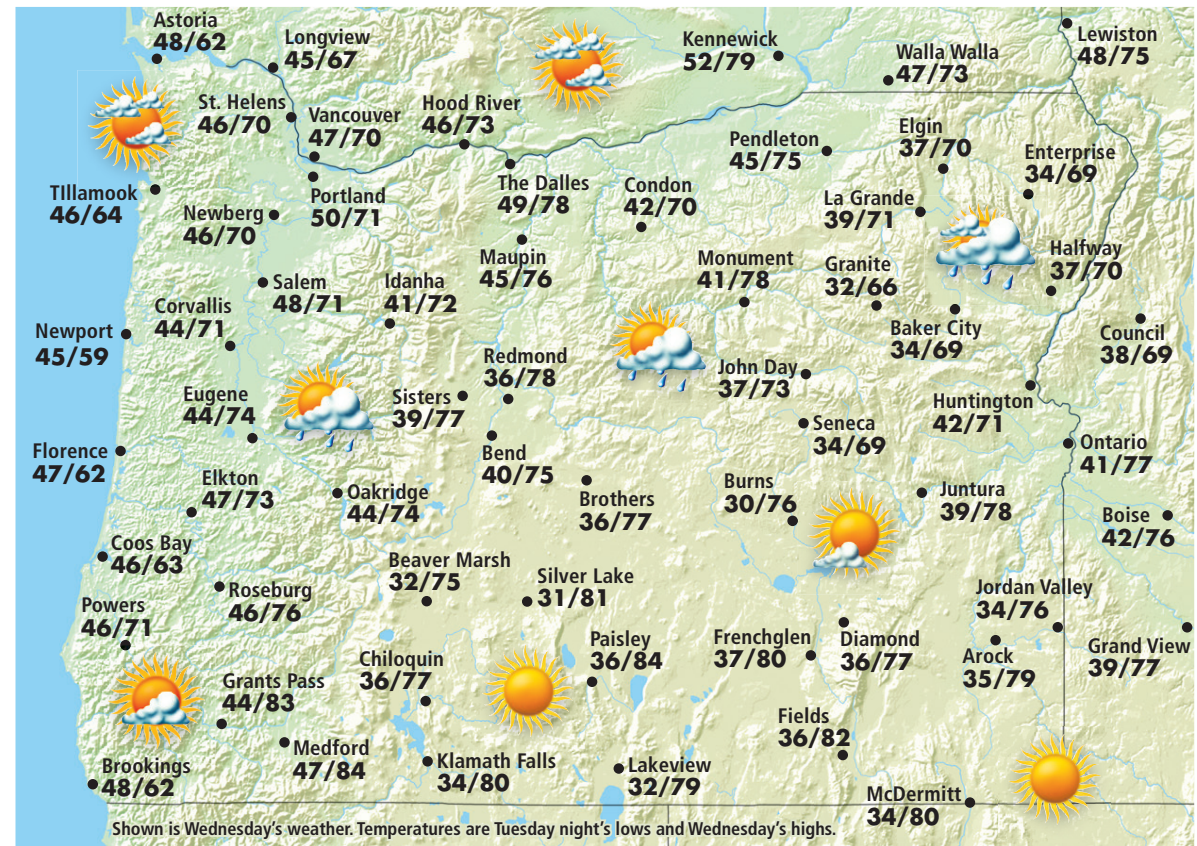 Astoria
48/62
Longview
45/67
Kennewick
52/79
Walla Walla
47/73
Lewiston
48/75
St. Helens
46/70
Vancouver
47/70
Hood River
46/73
Pendleton
45/75
Elgin
37/70
Enterprise
34/69
TIllamook
46/64
Newberg
46/70
Portland
50/71
The Dalles
49/78
Condon
42/70
La Grande
39/71
Maupin
45/76
Monument
41/78
Granite
32/66
Halfway
37/70
Salem
48/71
Idanha
41/72
Corvallis
44/71
Newport
45/59
Baker City
34/69
Council
38/69
Redmond
36/78
John Day
37/73
Eugene
44/74
Sisters
39/77
Huntington
42/71
Seneca
34/69
Ontario
41/77
Florence
47/62
Bend
40/75
Elkton
47/73
Oakridge
44/74
Brothers
36/77
Burns
30/76
Juntura
39/78
Boise
42/76
Coos Bay
46/63
Beaver Marsh
32/75
Silver Lake
31/81
Roseburg
46/76
Jordan Valley
34/76
Powers
46/71
Paisley
36/84
Frenchglen
37/80
Diamond
36/77
Arock
35/79
Grand View
39/77
Chiloquin
36/77
Grants Pass
44/83
Fields
36/82
Medford
47/84
Klamath Falls
34/80
Lakeview
32/79
Brookings
48/62
McDermitt
34/80
Shown is Wednesday's weather. Temperatures are Tuesday night's lows and Wednesday's highs.